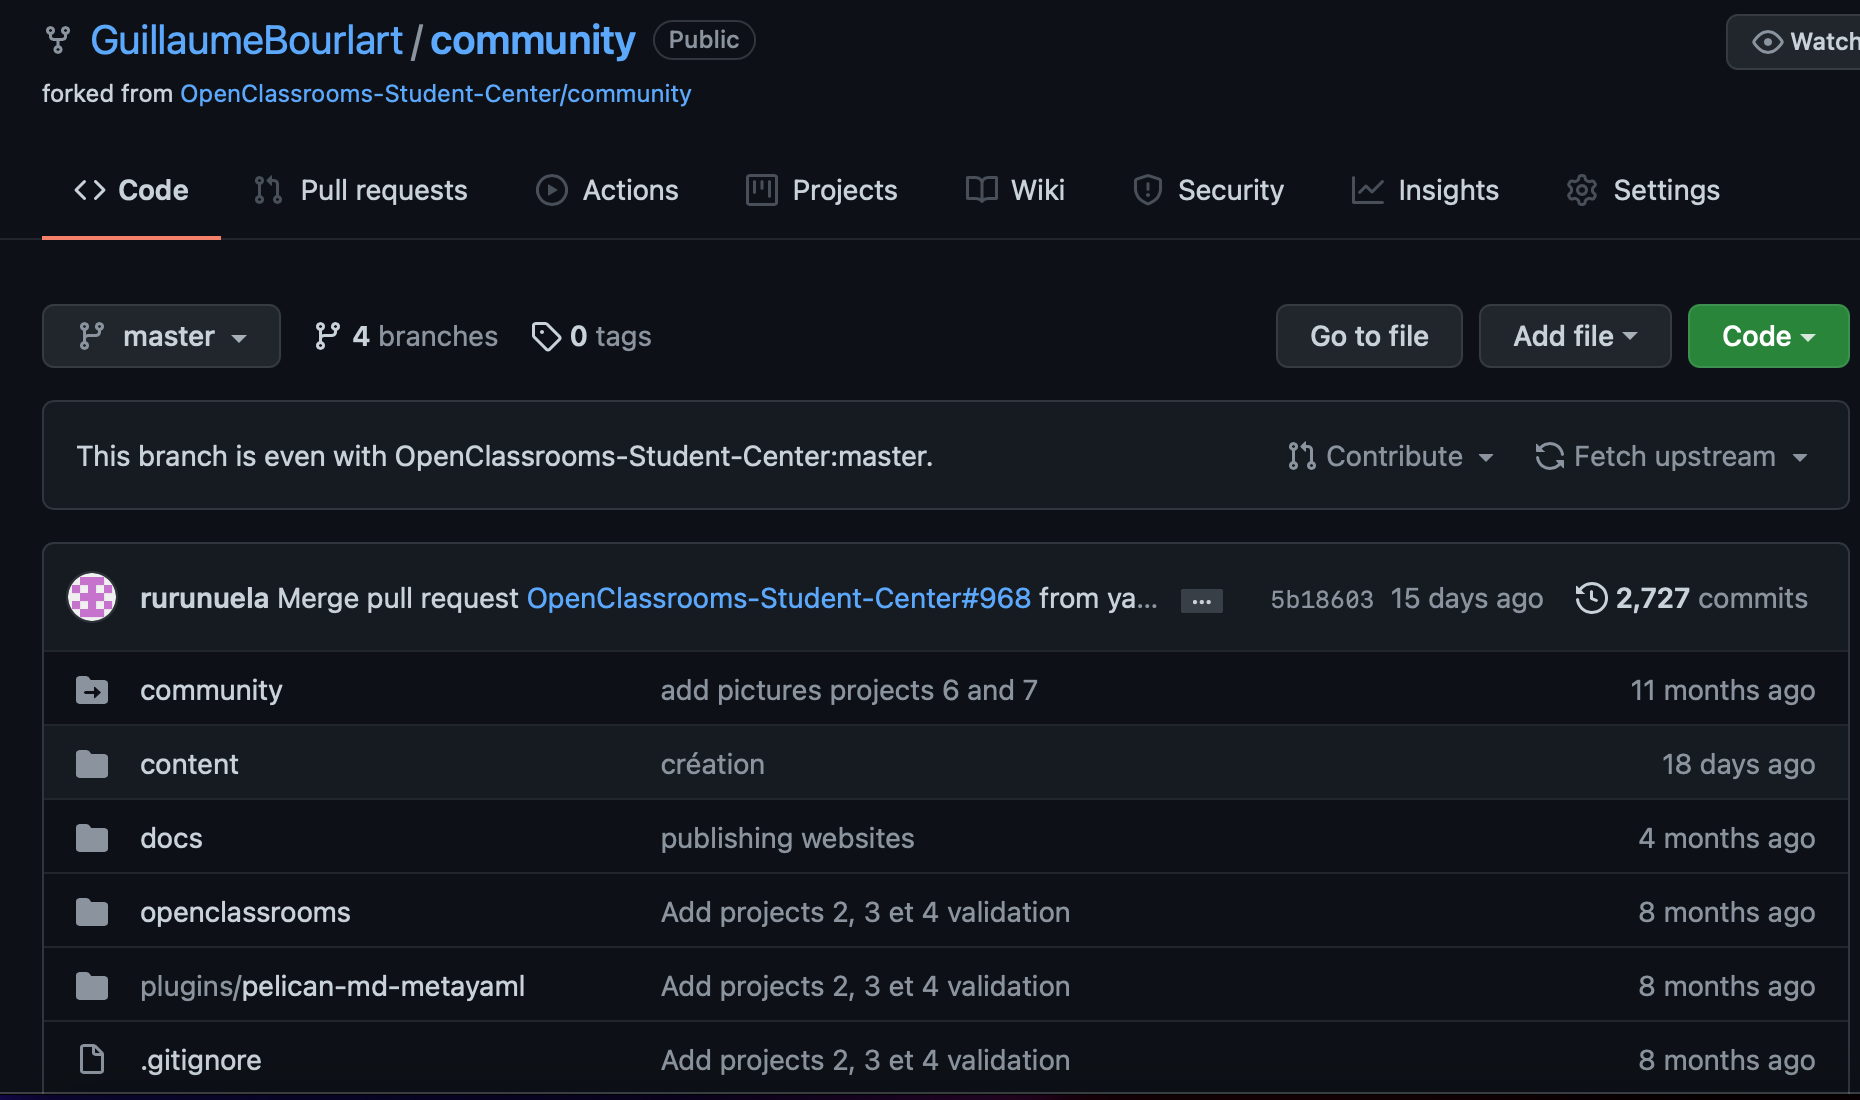 GuillaumeBourlart / community Public Watch
forked from OpenClassrooms-Student-Center/community
Code Pull requests Actions Projects Wiki Security Insights Settings
master 4 branches 0 tags Go to file Add file Code
This branch is even with OpenClassrooms-Student-Center:master. Contribute Fetch upstream
rurunuela Merge pull request OpenClassrooms-Student-Center#968 from ya... ... 5b18603 15 days ago 2,727 commits
community add pictures projects 6 and 7 11 months ago
content création 18 days ago
docs publishing websites 4 months ago
openclassrooms Add projects 2, 3 et 4 validation 8 months ago
plugins/pelican-md-metayaml Add projects 2, 3 et 4 validation 8 months ago
.gitignore Add projects 2, 3 et 4 validation 8 months ago